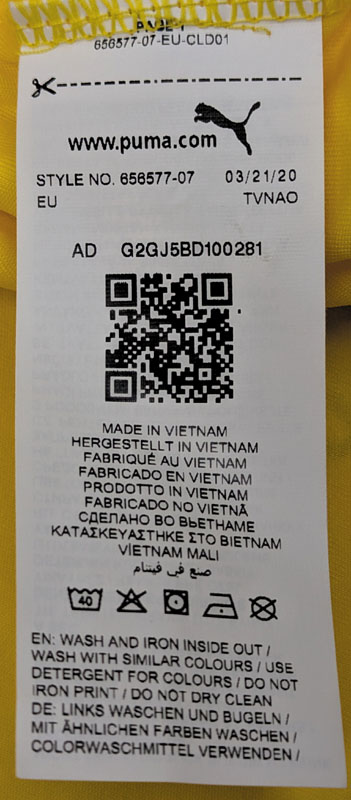 PAGE 1
656577-07-EU-CLD01
www.puma.com
STYLE NO. 656577-07 03/21/20
EU TVNAO
AD G2GJ5BD100281
MADE IN VIETNAM
HERGESTELLT IN VIETNAM
FABRIQUÉ AU VIETNAM
FABRICADO EN VIETNAM
PRODOTTO IN VIETNAM
FABRICADO NO VIETNÃ
СДЕЛАНО ВО ВЬЕТНАМЕ
ΚΑΤΑΣΚΕΥΑΣΤΗΚΕ ΣΤΟ ΒΙΕΤΝΑΜ
VİETNAM MALI
صنع في فيتنام
40
EN: WASH AND IRON INSIDE OUT /
WASH WITH SIMILAR COLOURS / USE
DETERGENT FOR COLOURS / DO NOT
IRON PRINT / DO NOT DRY CLEAN
DE: LINKS WASCHEN UND BUGELN /
MIT ÄHNLICHEN FARBEN WASCHEN /
COLORWASCHMITTEL VERWENDEN /